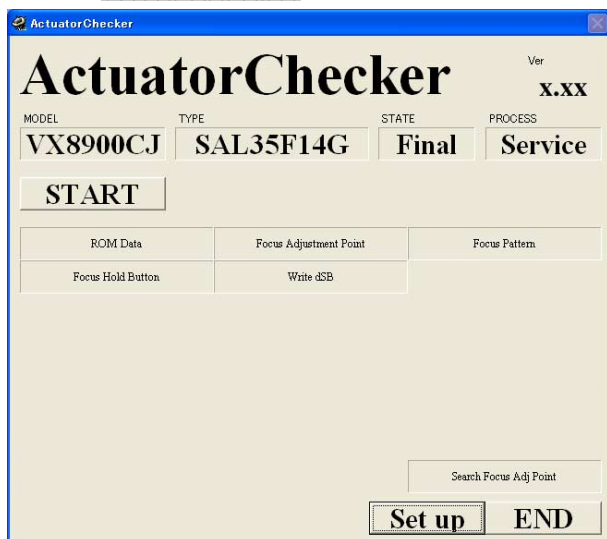 ActuatorChecker
ActuatorChecker
Ver
x.xx
MODEL TYPE STATE PROCESS
VX8900CJ SAL35F14G Final Service
START
ROM Data Focus Adjustment Point Focus Pattern
Focus Hold Button Write dSB
Search Focus Adj Point
Set up END